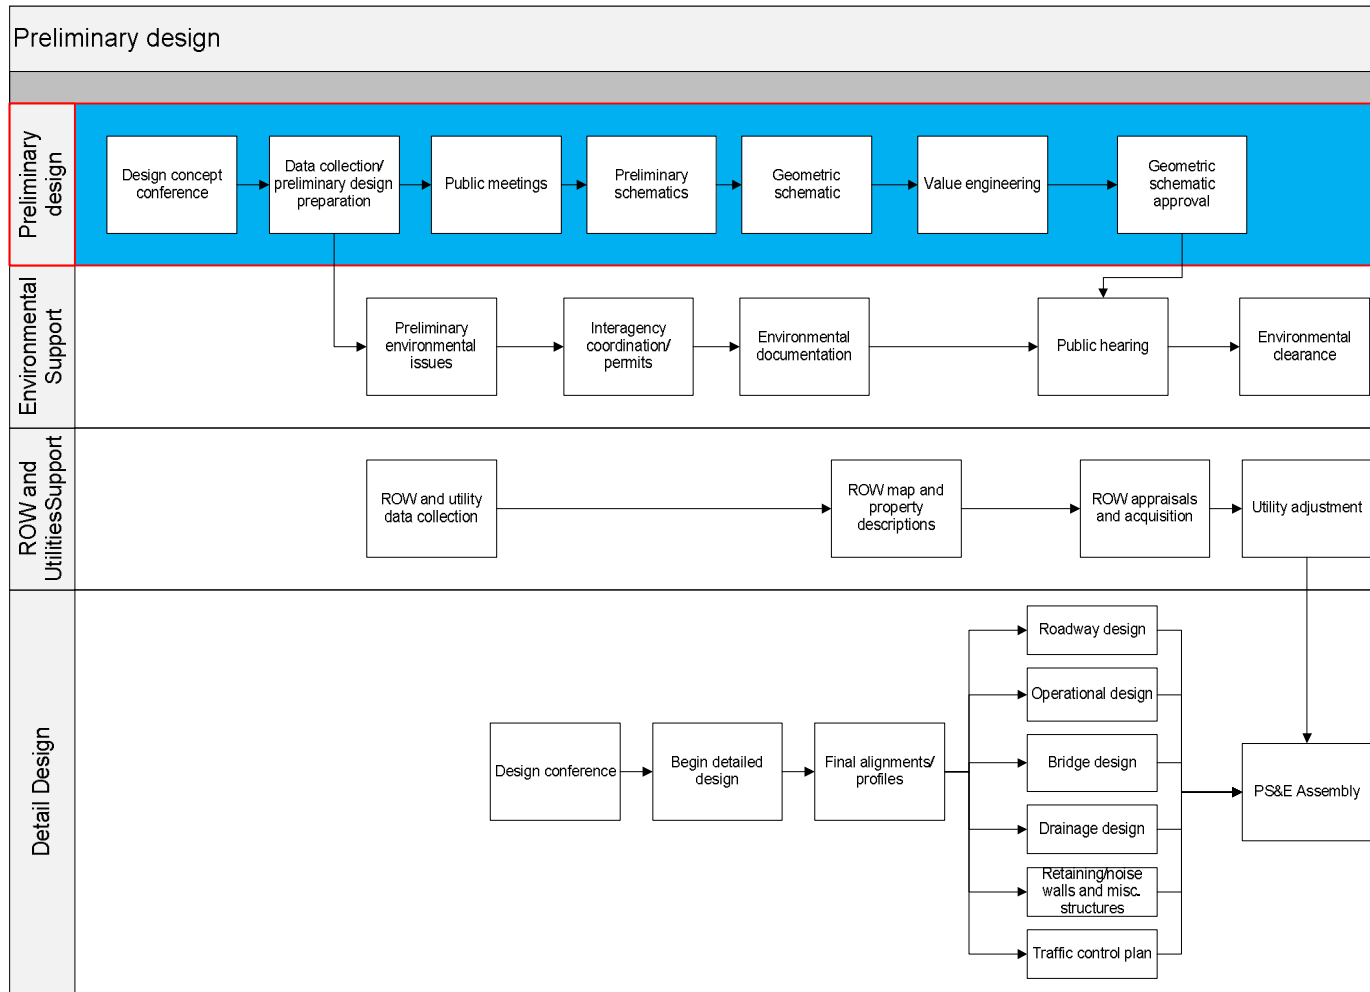 Preliminary design
Preliminary
design
Design concept
conference
Data collection/
preliminary design
preparation
Public meetings
Preliminary
schematics
Geometric
schematic
Value engineering
Geometric
schematic
approval
Environmental
Support
Preliminary
environmental
issues
Interagency
coordination/
permits
Environmental
documentation
Public hearing
Environmental
clearance
ROW and
UtilitiesSupport
ROW and utility
data collection
ROW map and
property
descriptions
ROW appraisals
and acquisition
Utility adjustment
Detail Design
Design conference
Begin detailed
design
Final alignments/
profiles
Roadway design
Operational design
Bridge design
Drainage design
Retaining/noise
walls and misc.
structures
Traffic control plan
PS&E Assembly